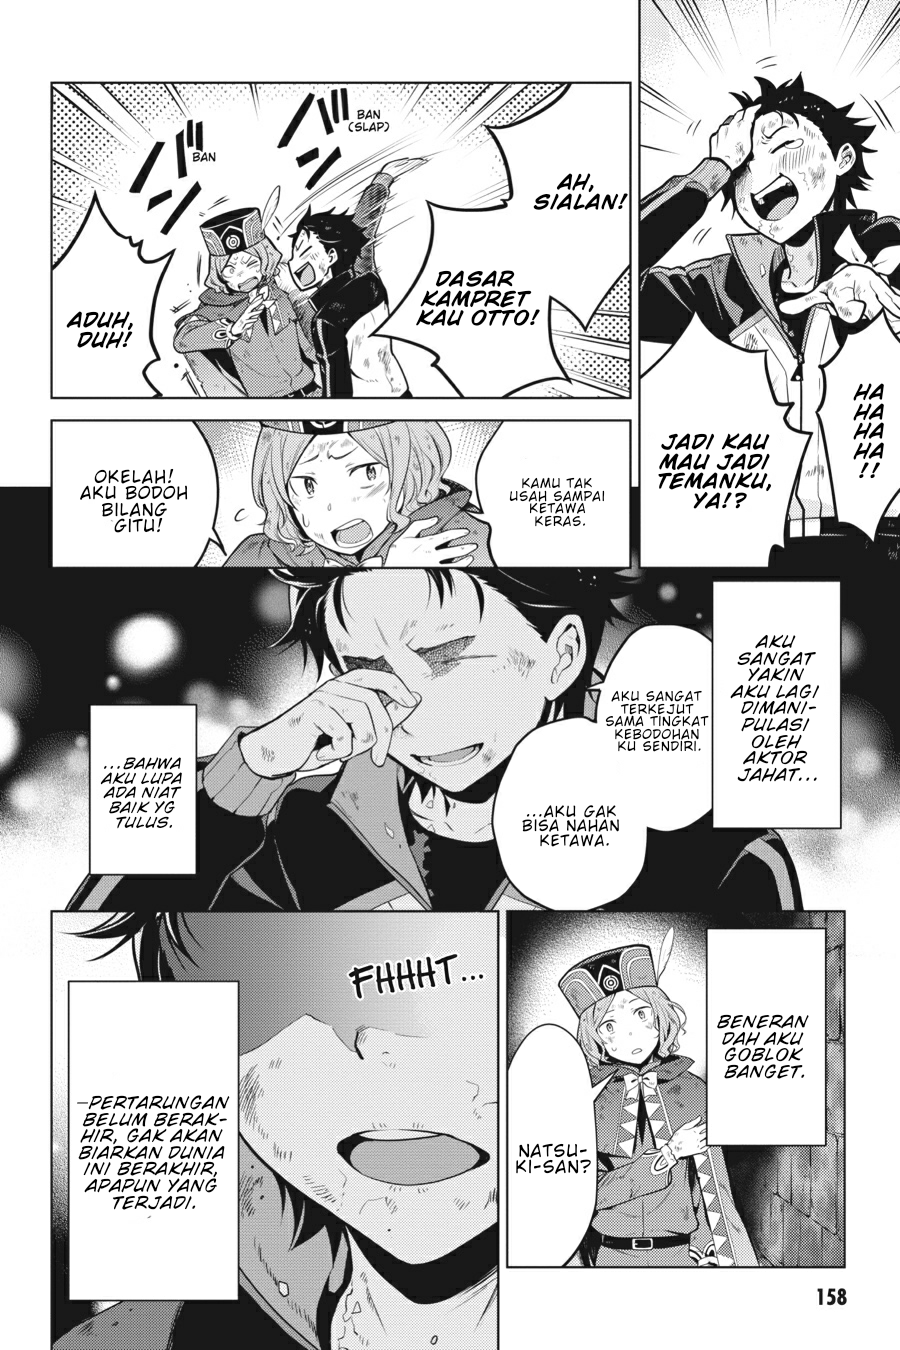 HA
HA
HA
HA!!
JADI KAU
MAU JADI
TEMANKU,
YA!?
AH,
SIALAN!
BAN
(SLAP)
BAN
DASAR
KAMPRET
KAU OTTO!
ADUH,
DUH!
KAMU TAK
USAH SAMPAI
KETAWA
KERAS.
OKELAH!
AKU BODOH
BILANG
GITU!
AKU
SANGAT
YAKIN
AKU LAGI
DIMANI-
PULASI
OLEH
AKTOR
JAHAT...
AKU SANGAT
TERKEJUT
SAMA TINGKAT
KEBODOHAN
KU SENDIRI.
...AKU GAK
BISA NAHAN
KETAWA.
...BAHWA
AKU LUPA
ADA NIAT
BAIK YG
TULUS.
BENERAN
DAH AKU
GOBLOK
BANGET.
NATSU-
KI-SAN?
FHHHT...
–PERTARUNGAN
BELUM BERAK-
HIR, GAK AKAN
BIARKAN DUNIA
INI BERAKHIR,
APAPUN YANG
TERJADI.
158